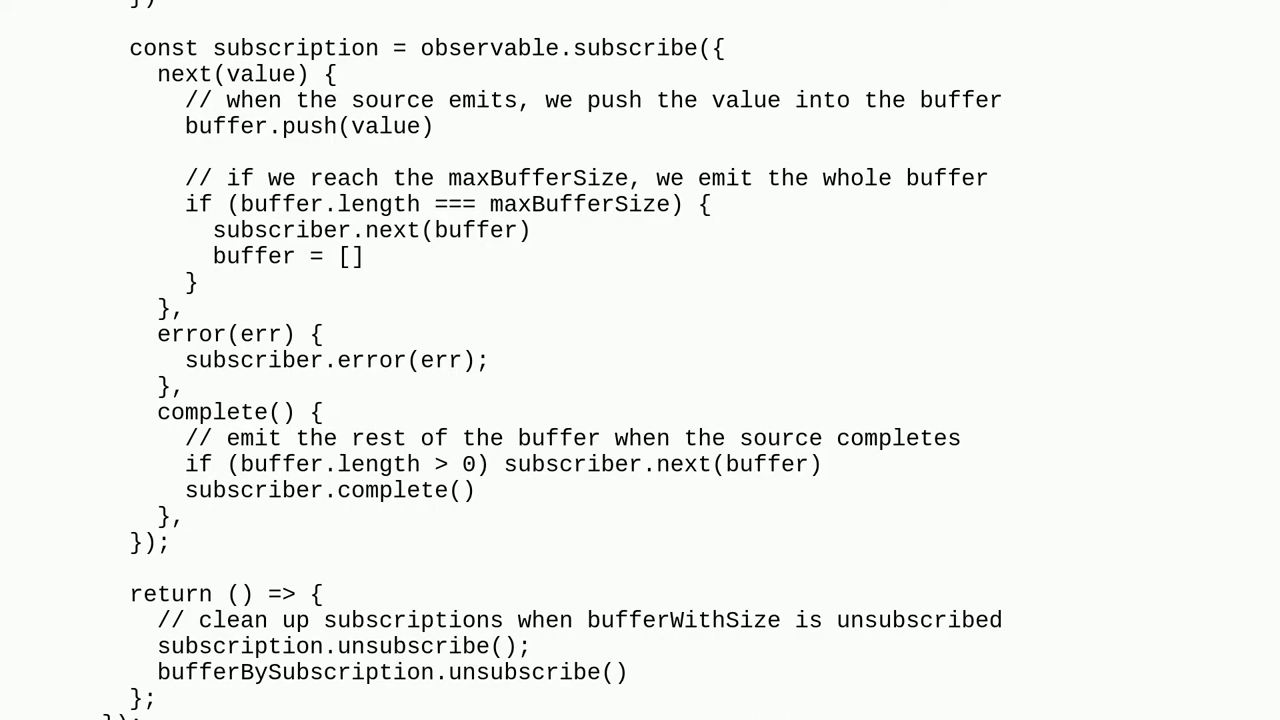 })
const subscription = observable.subscribe({
next(value) {
// when the source emits, we push the value into the buffer
buffer.push(value)
// if we reach the maxBufferSize, we emit the whole buffer
if (buffer.length === maxBufferSize) {
subscriber.next(buffer)
buffer = []
}
},
error(err) {
subscriber.error(err);
},
complete() {
// emit the rest of the buffer when the source completes
if (buffer.length > 0) subscriber.next(buffer)
subscriber.complete()
},
});
return () => {
// clean up subscriptions when bufferWithSize is unsubscribed
subscription.unsubscribe();
bufferBySubscription.unsubscribe()
};
});